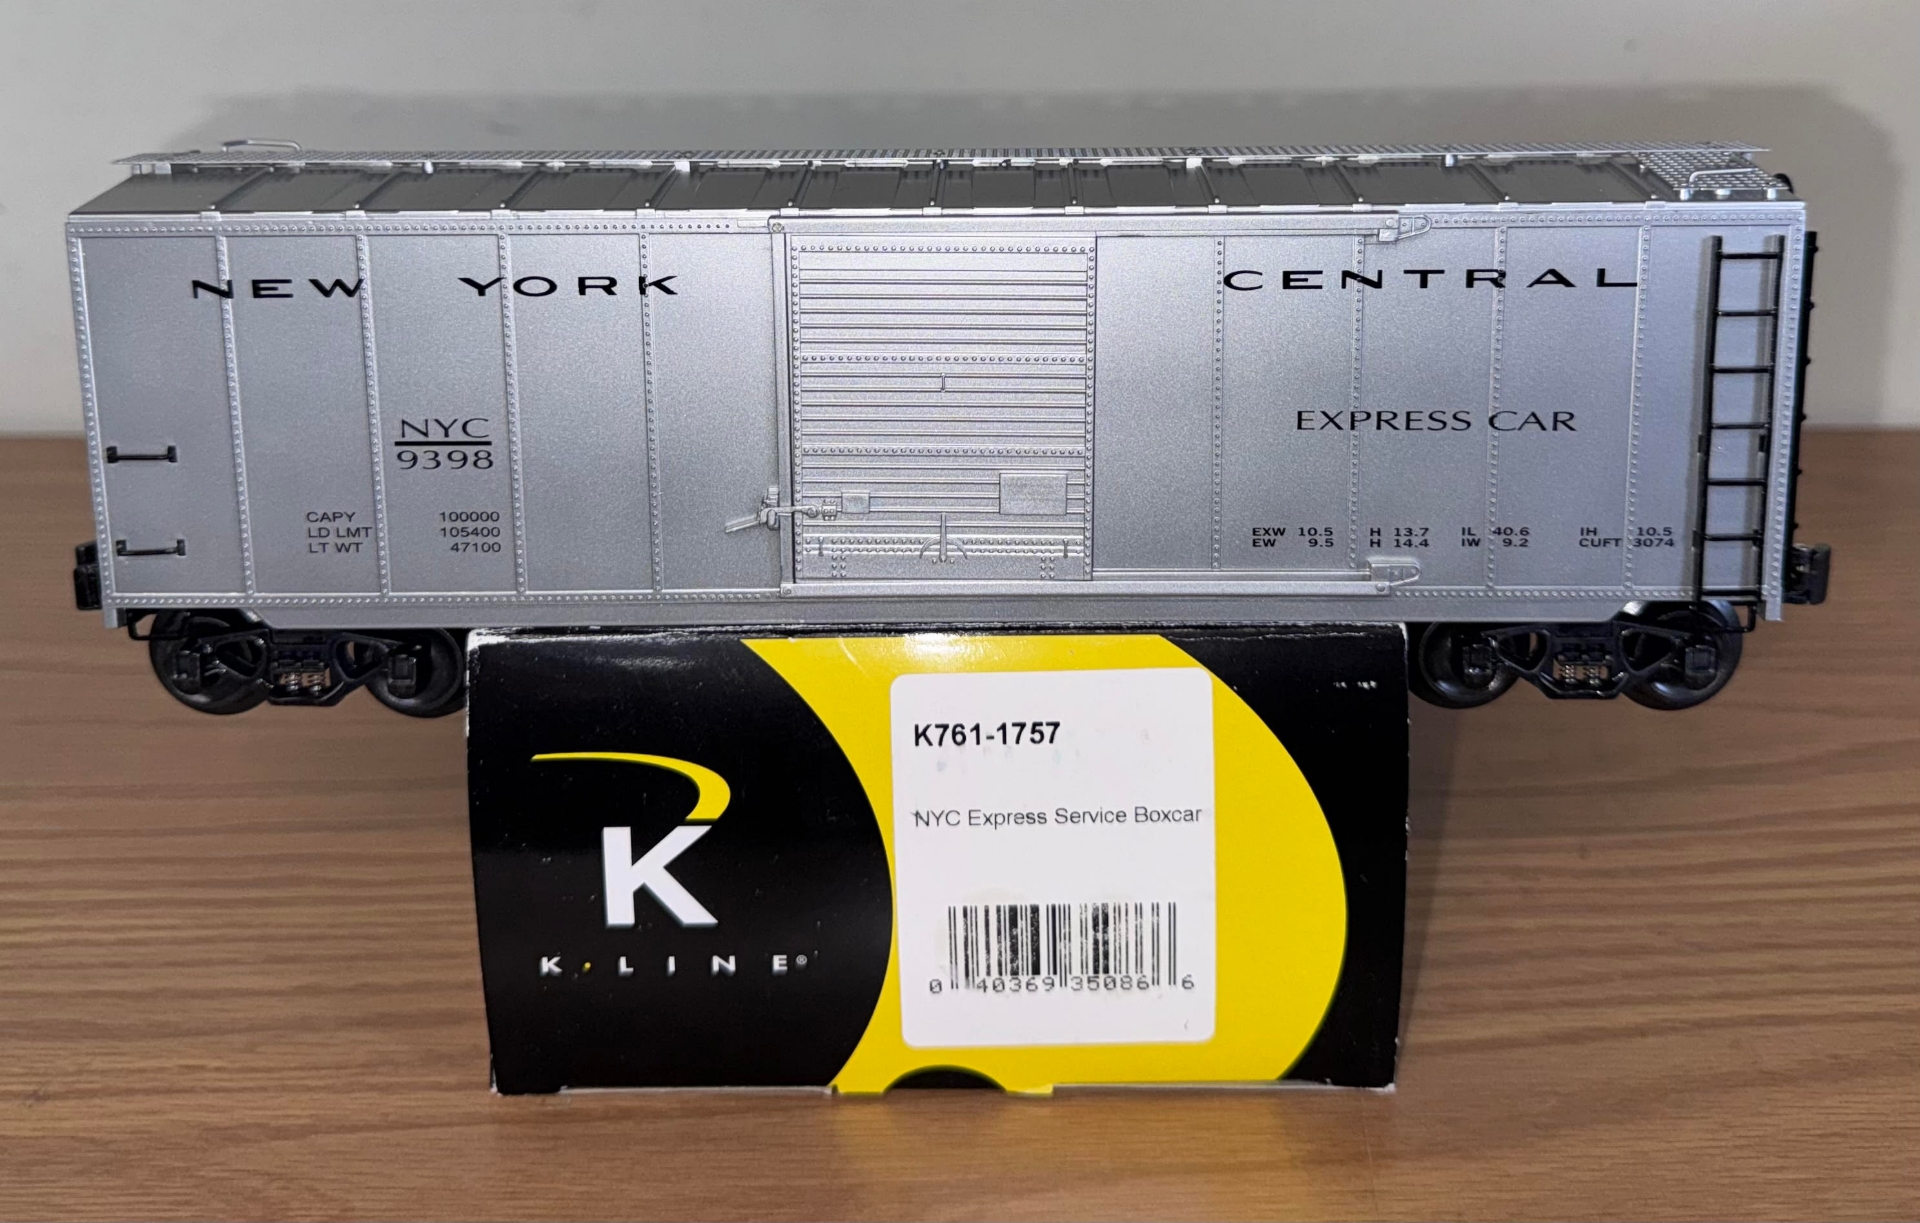 NEW YORK CENTRAL
NYC
9398
EXPRESS CAR
CAPY 100000
LD LMT 105400
LT WT 47100
EXW 10.5 H 13.7 IL 40.6 IH 10.5
EW 9.5 H 14.4 IW 9.2 CUFT 3074
K
K·LINE®
K761-1757
NYC Express Service Boxcar
0 40369 35086 6